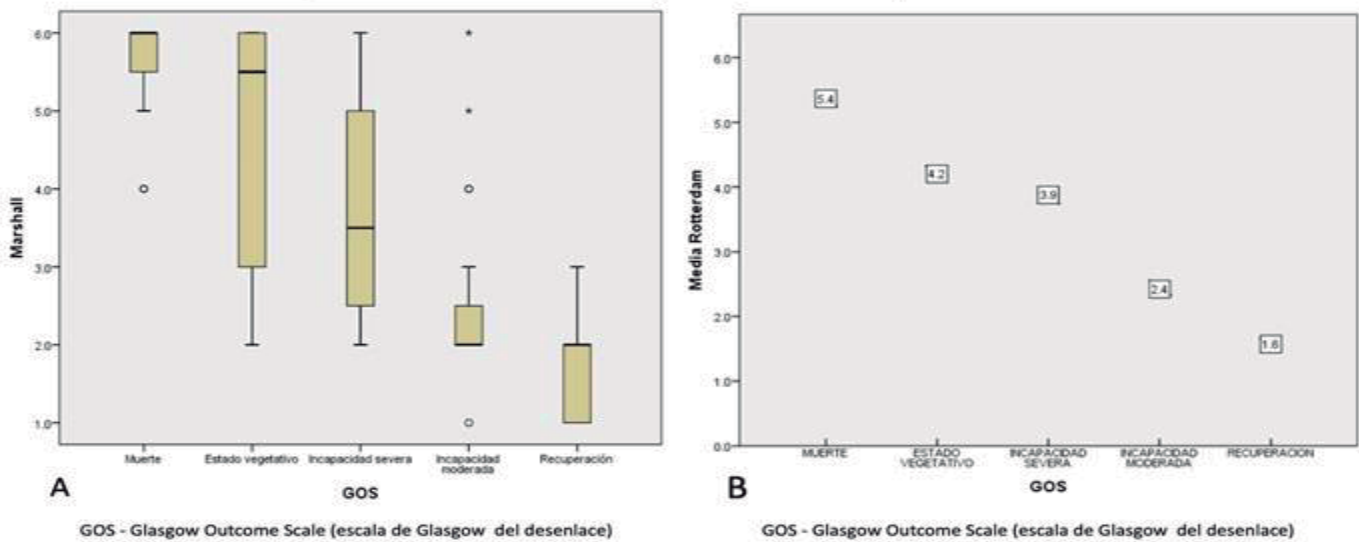 6.0
5.0
4.0
3.0
2.0
1.0
Marshall
Muerte
Estado vegetativo
Incapacidad severa
Incapacidad
moderada
Recuperación
A
GOS
GOS - Glasgow Outcome Scale (escala de Glasgow del desenlace)
6.0
5.0
4.0
3.0
2.0
1.0
0.0
Media Rotterdam
5.4
4.2
3.9
2.4
1.6
MUERTE
ESTADO
VEGETATIVO
INCAPACIDAD
SEVERA
INCAPACIDAD
MODERADA
RECUPERACION
B
GOS
GOS - Glasgow Outcome Scale (escala de Glasgow del desenlace)